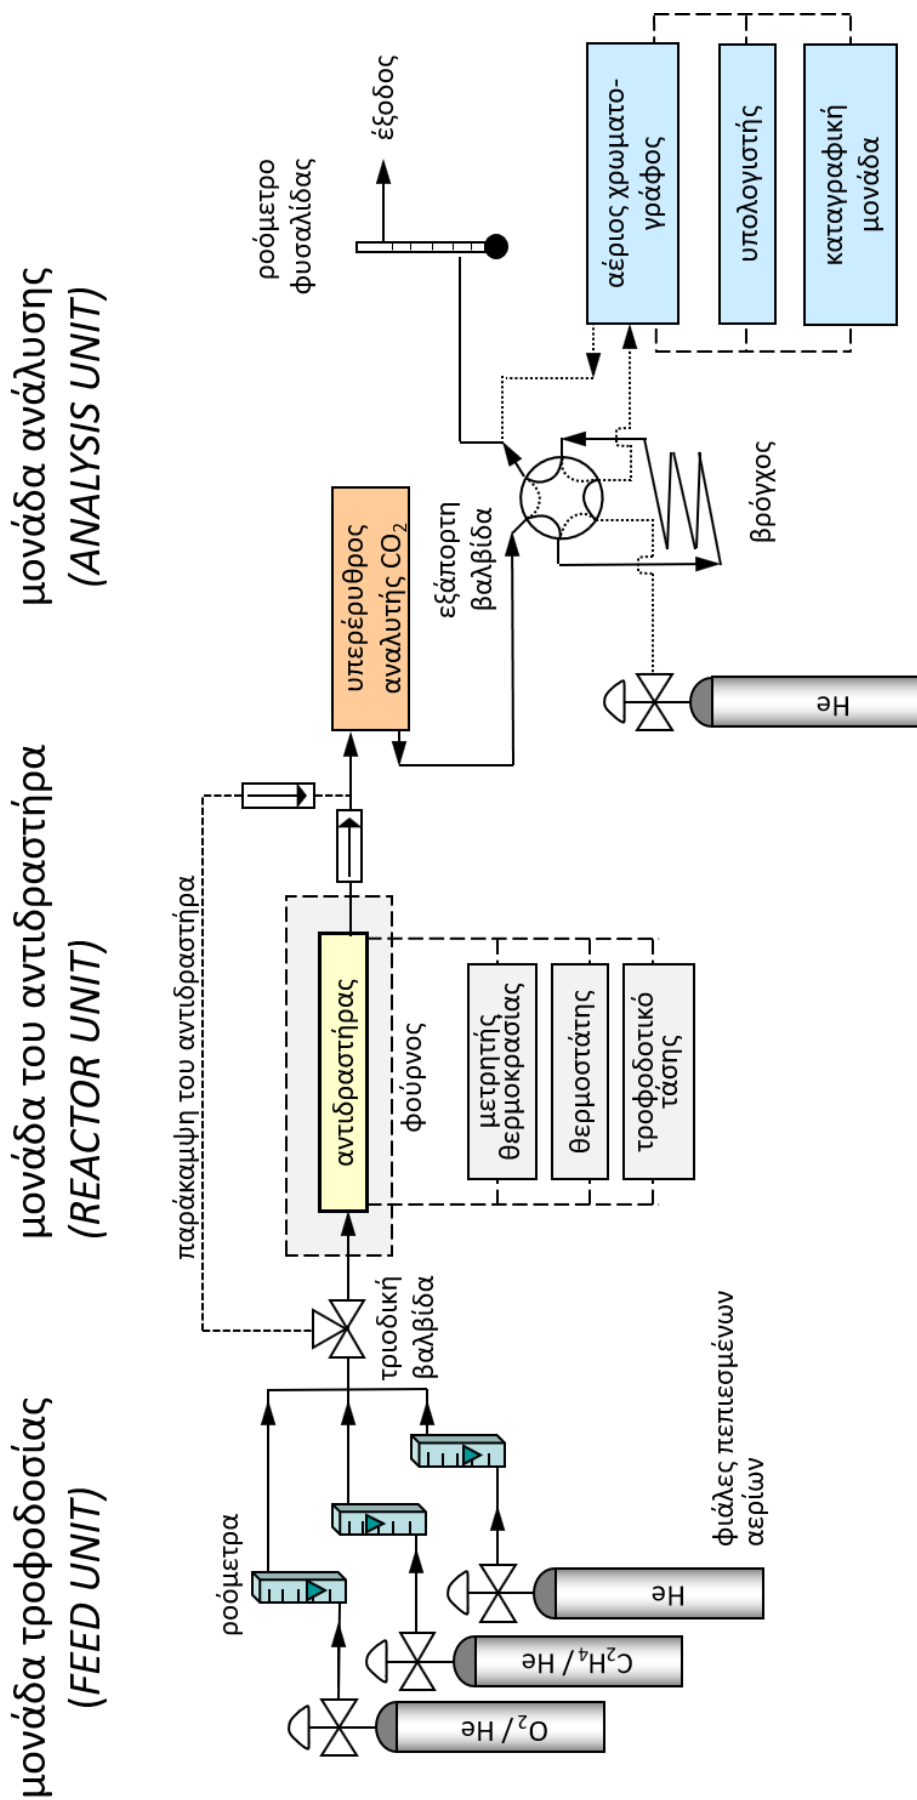 μονάδα τροφοδοσίας
(FEED UNIT)
μονάδα του αντιδραστήρα
(REACTOR UNIT)
μονάδα ανάλυσης
(ANALYSIS UNIT)
ροόμετρα
O₂ / He
C₂H₄ / He
He
φιάλες πεπιεσμένων
αερίων
τριοδική
βαλβίδα
παράκαμψη του αντιδραστήρα
αντιδραστήρας
φούρνος
μετρητής
θερμοκρασίας
θερμοστάτης
τροφοδοτικό
τάσης
υπερέρυθρος
αναλυτής CO₂
εξάπορτη
βαλβίδα
He
βρόγχος
ροόμετρο
φυσαλίδας
έξοδος
αέριος χρωματο-
γράφος
υπολογιστής
καταγραφική
μονάδα